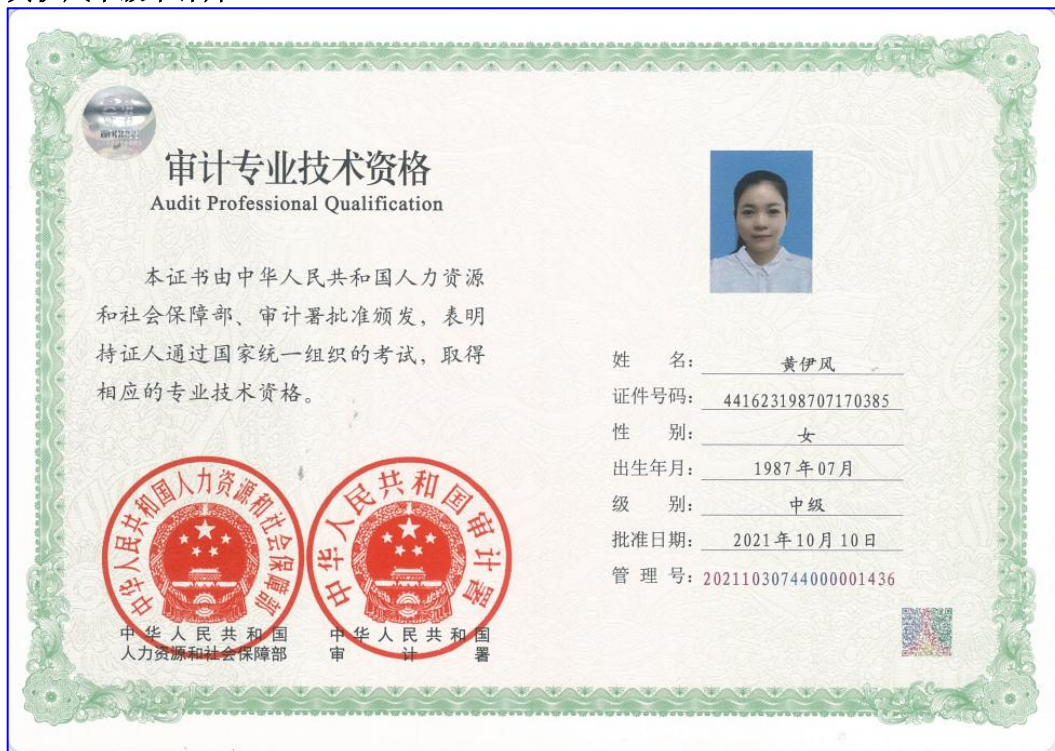 审计专业技术资格
Audit Professional Qualification
本证书由中华人民共和国人力资源
和社会保障部、审计署批准颁发，表明
持证人通过国家统一组织的考试，取得
相应的专业技术资格。
中华人民共和国人力资源和社会保障部
中华人民共和国审计署
中华人民共和国
人力资源和社会保障部
中华人民共和国
审计署
姓 名： 黄伊风
证件号码： 441623198707170385
性 别： 女
出生年月： 1987年07月
级 别： 中级
批准日期： 2021年10月10日
管 理 号：20211030744000001436